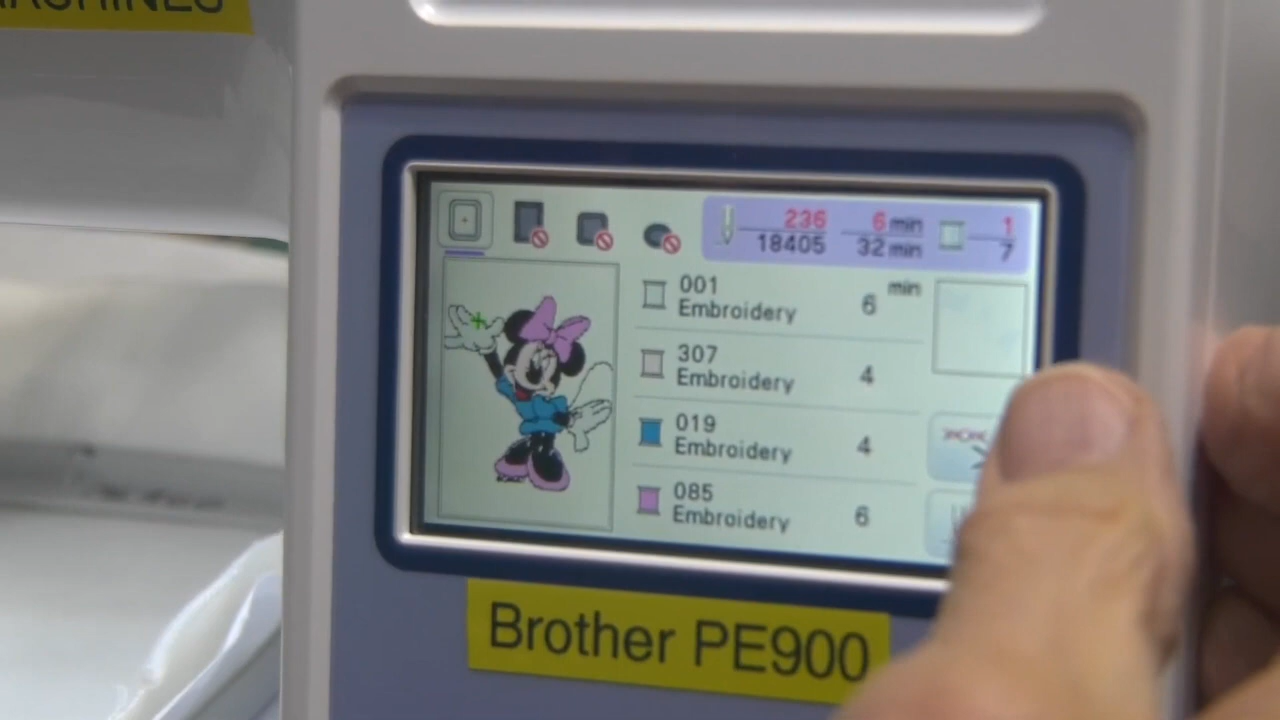 MACHINES
236
18405
6 min
32 min
1
7
min
001
Embroidery
6
307
Embroidery
4
019
Embroidery
4
085
Embroidery
6
Brother PE900